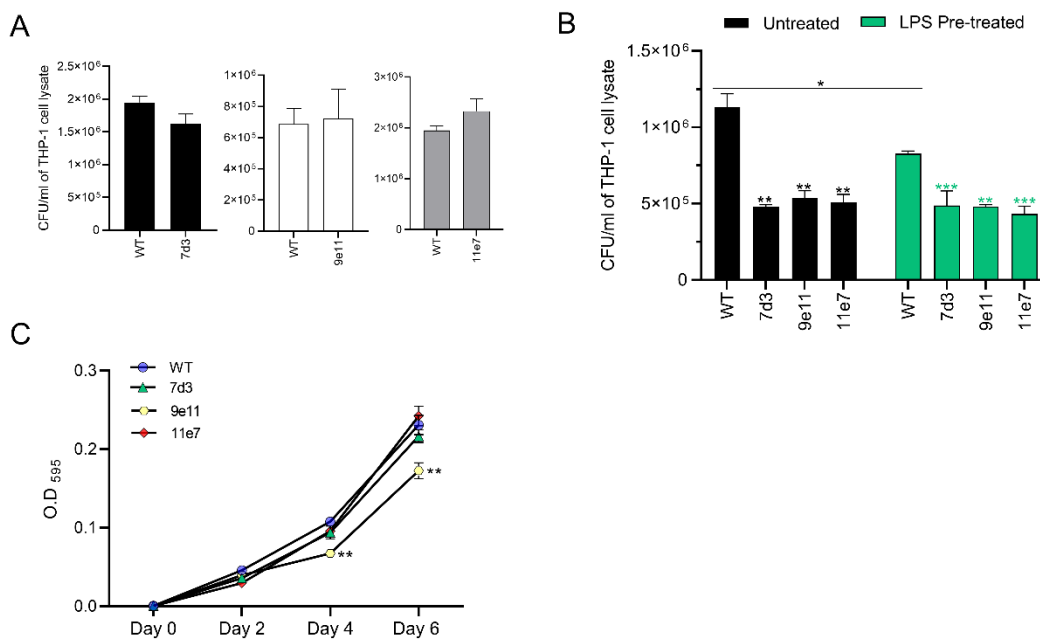 A
CFU/ml of THP-1 cell lysate
2.5×10⁶
2×10⁶
1.5×10⁶
1×10⁶
5×10⁵
0
WT
7d3
1×10⁶
8×10⁵
6×10⁵
4×10⁵
2×10⁵
0
WT
9e11
3×10⁶
2×10⁶
1×10⁶
0
WT
11e7
B
Untreated LPS Pre-treated
CFU/ml of THP-1 cell lysate
1.5×10⁶
1×10⁶
5×10⁵
0
*
** ** ** *** ** ***
WT 7d3 9e11 11e7 WT 7d3 9e11 11e7
C
WT
7d3
9e11
11e7
O.D 595
0.3
0.2
0.1
0.0
**
**
Day 0 Day 2 Day 4 Day 6